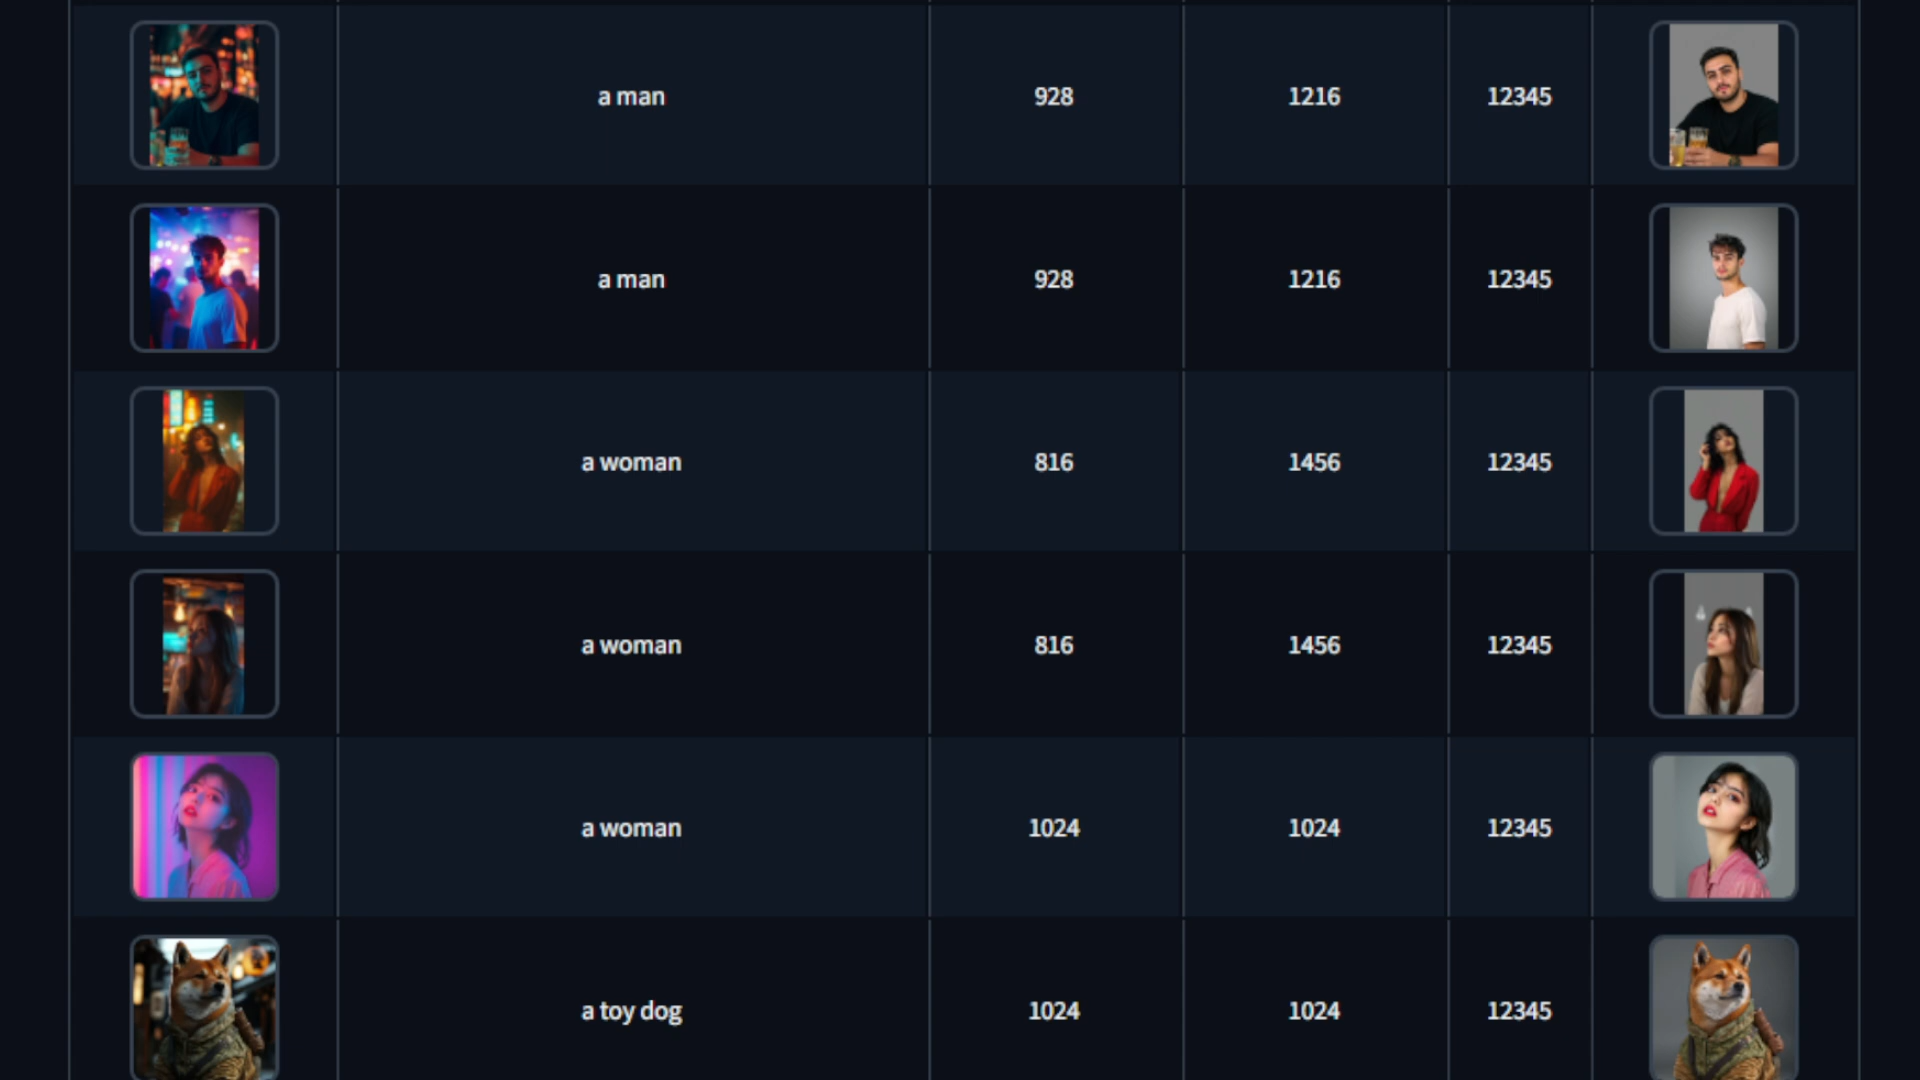 a man 928 1216 12345
a man 928 1216 12345
a woman 816 1456 12345
a woman 816 1456 12345
a woman 1024 1024 12345
a toy dog 1024 1024 12345